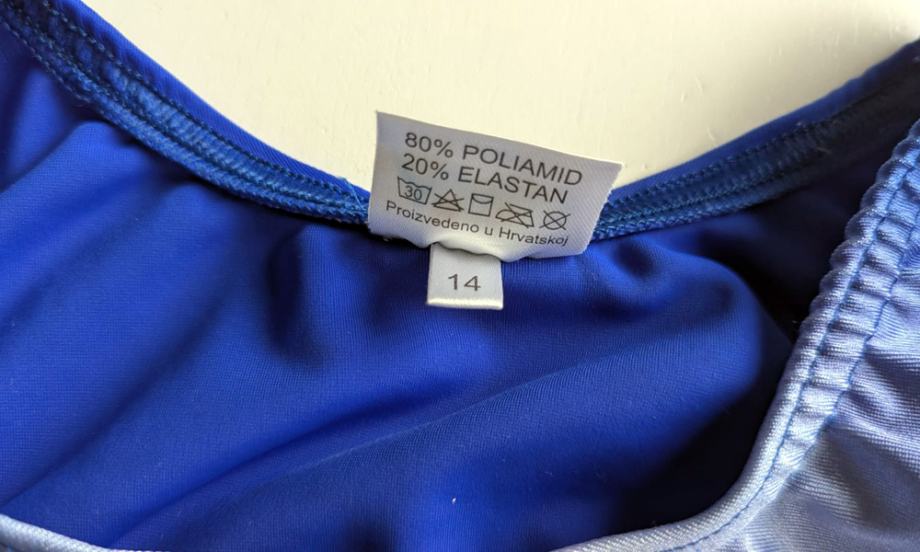 80% POLIAMID
20% ELASTAN
30
Proizvedeno u Hrvatskoj
14